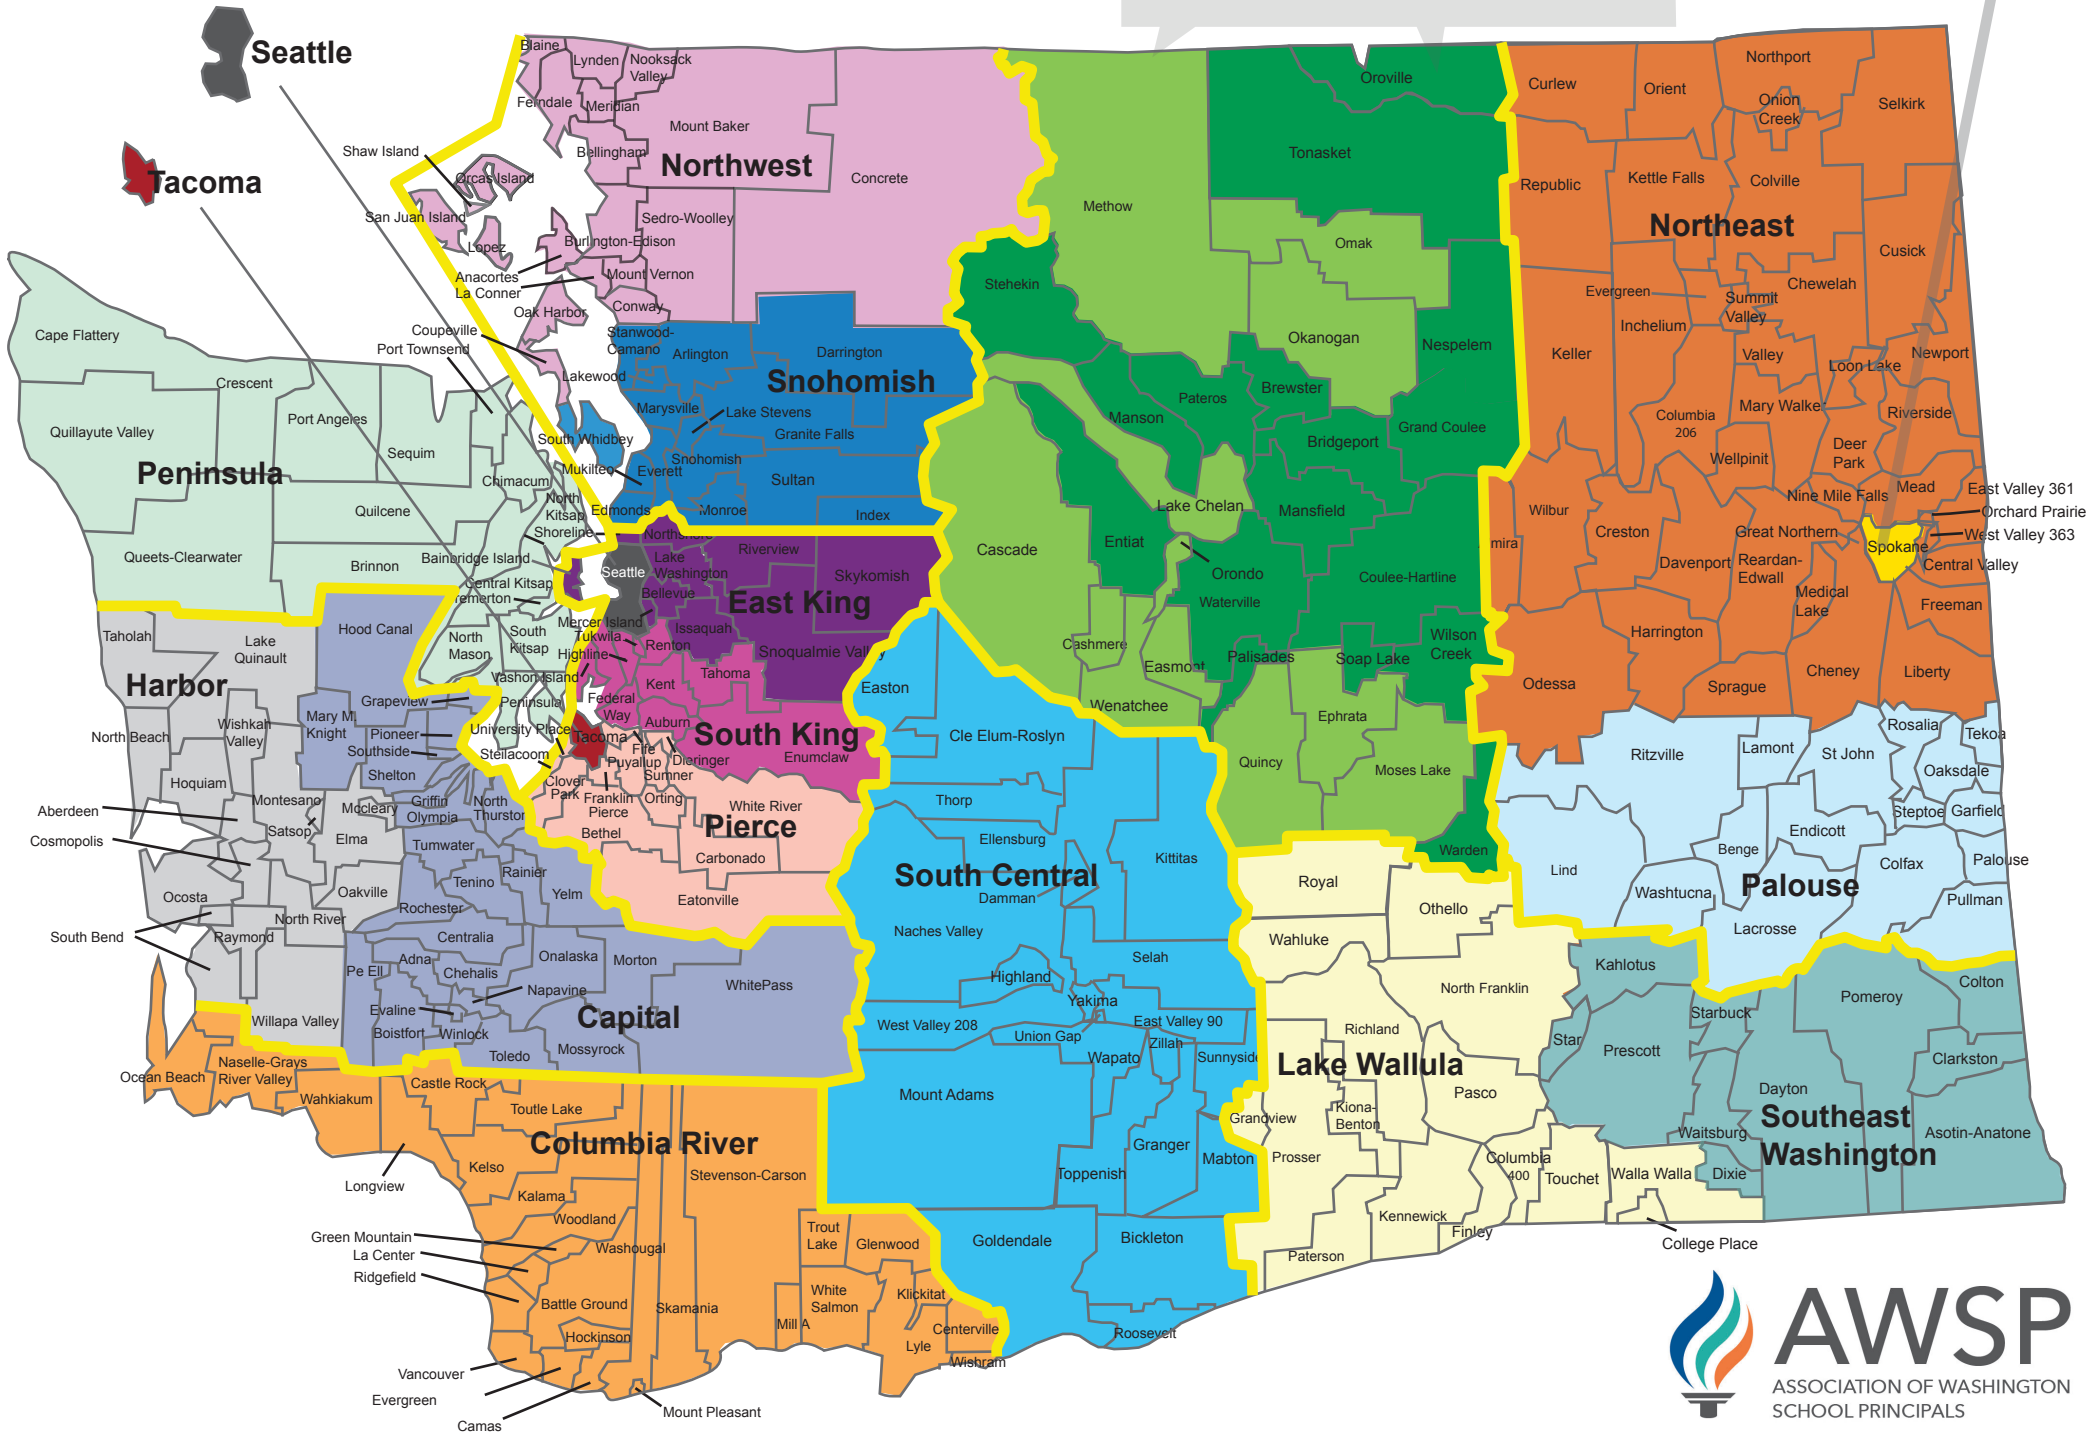 Seattle
Tacoma
Blaine
Lynden
Nooksack
Valley
Ferndale
Meridian
Mount Baker
Bellingham
Northwest
Concrete
Shaw Island
Orcas Island
San Juan Island
Lopez
Sedro-Woolley
Burlington-Edison
Anacortes
La Conner
Mount Vernon
Conway
Oak Harbor
Coupeville
Port Townsend
Stanwood-
Camano
Arlington
Darrington
Snohomish
Lakewood
Marysville
Lake Stevens
Granite Falls
South Whidbey
Mukilteo
Everett
Snohomish
Sultan
Edmonds
Monroe
Index
Cape Flattery
Crescent
Port Angeles
Quillayute Valley
Sequim
Peninsula
Chimacum
Quilcene
North
Kitsap
Shoreline
Queets-Clearwater
Brinnon
Bainbridge Island
Central Kitsap
Bremerton
North
Mason
South
Kitsap
Vashon Island
Peninsula
Northshore
Lake
Washington
Riverview
Skykomish
Seattle
Bellevue
East King
Mercer Island
Issaquah
Snoqualmie Valley
Tukwila
Renton
Highline
Kent
Tahoma
Federal
Way
Auburn
South King
Enumclaw
University Place
Steilacoom
Tacoma
Fife
Puyallup
Dieringer
Sumner
Clover
Park
Franklin
Pierce
Orting
White River
Pierce
Bethel
Carbonado
Eatonville
Taholah
Lake
Quinault
Harbor
North Beach
Wishkah
Valley
Hoquiam
Aberdeen
Cosmopolis
Montesano
Satsop
Mccleary
Elma
Ocosta
Oakville
South Bend
North River
Raymond
Willapa Valley
Hood Canal
Grapeview
Mary M.
Knight
Pioneer
Southside
Shelton
Griffin
Olympia
North
Thurston
Tumwater
Rainier
Tenino
Yelm
Rochester
Centralia
Adna
Chehalis
Onalaska
Morton
Pe Ell
Napavine
WhitePass
Evaline
Capital
Boistfort
Winlock
Toledo
Mossyrock
Ocean Beach
Naselle-Grays
River Valley
Wahkiakum
Castle Rock
Toutle Lake
Columbia River
Kelso
Longview
Stevenson-Carson
Kalama
Woodland
Green Mountain
La Center
Ridgefield
Washougal
Battle Ground
Skamania
Hockinson
Vancouver
Evergreen
Camas
Mount Pleasant
Trout
Lake
Glenwood
White
Salmon
Klickitat
Mill A
Lyle
Centerville
Wishram
Methow
Oroville
Tonasket
Omak
Stehekin
Okanogan
Nespelem
Brewster
Pateros
Manson
Bridgeport
Grand Coulee
Lake Chelan
Mansfield
Cascade
Entiat
Orondo
Waterville
Coulee-Hartline
Cashmere
Easmont
Palisades
Soap Lake
Wilson
Creek
Wenatchee
Ephrata
Quincy
Moses Lake
Warden
Easton
Cle Elum-Roslyn
Thorp
Ellensburg
Kittitas
South Central
Damman
Naches Valley
Selah
Highland
Yakima
West Valley 208
Union Gap
East Valley 90
Wapato
Zillah
Sunnyside
Mount Adams
Granger
Toppenish
Mabton
Goldendale
Bickleton
Roosevelt
Curlew
Orient
Northport
Onion
Creek
Selkirk
Republic
Kettle Falls
Colville
Northeast
Cusick
Evergreen
Chewelah
Summit
Valley
Inchelium
Keller
Valley
Loon Lake
Newport
Columbia
206
Mary Walker
Riverside
Deer
Park
Wellpinit
Nine Mile Falls
Mead
East Valley 361
Orchard Prairie
West Valley 363
Central Valley
Wilbur
Creston
Great Northern
Spokane
mira
Davenport
Reardan-
Edwall
Medical
Lake
Freeman
Harrington
Odessa
Sprague
Cheney
Liberty
Ritzville
Lamont
St John
Rosalia
Tekoa
Oaksdale
Steptoe
Garfield
Endicott
Benge
Lind
Colfax
Palouse
Washtucna
Palouse
Pullman
Lacrosse
Royal
Othello
Wahluke
North Franklin
Richland
Lake Wallula
Pasco
Grandview
Kiona-
Benton
Prosser
Columbia
400
Touchet
Walla Walla
Kennewick
Finley
Paterson
College Place
Kahlotus
Colton
Pomeroy
Starbuck
Star
Prescott
Clarkston
Dayton
Southeast
Washington
Waitsburg
Asotin-Anatone
Dixie
AWSP
ASSOCIATION OF WASHINGTON
SCHOOL PRINCIPALS